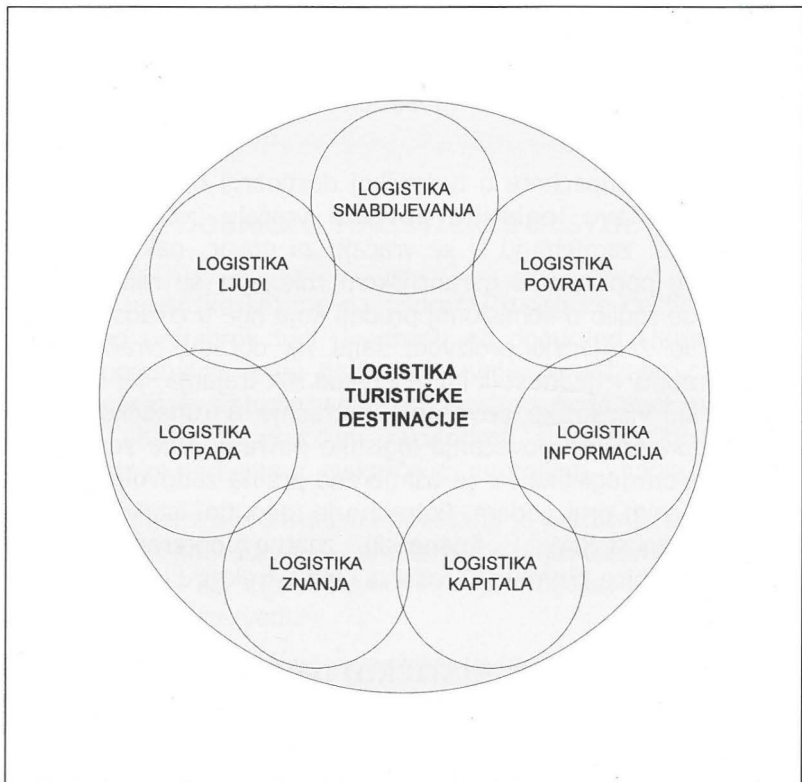 LOGISTIKA
SNABDIJEVANJA
LOGISTIKA
LJUDI
LOGISTIKA
POVRATA
LOGISTIKA
TURISTIČKE
DESTINACIJE
LOGISTIKA
OTPADA
LOGISTIKA
INFORMACIJA
LOGISTIKA
ZNANJA
LOGISTIKA
KAPITALA